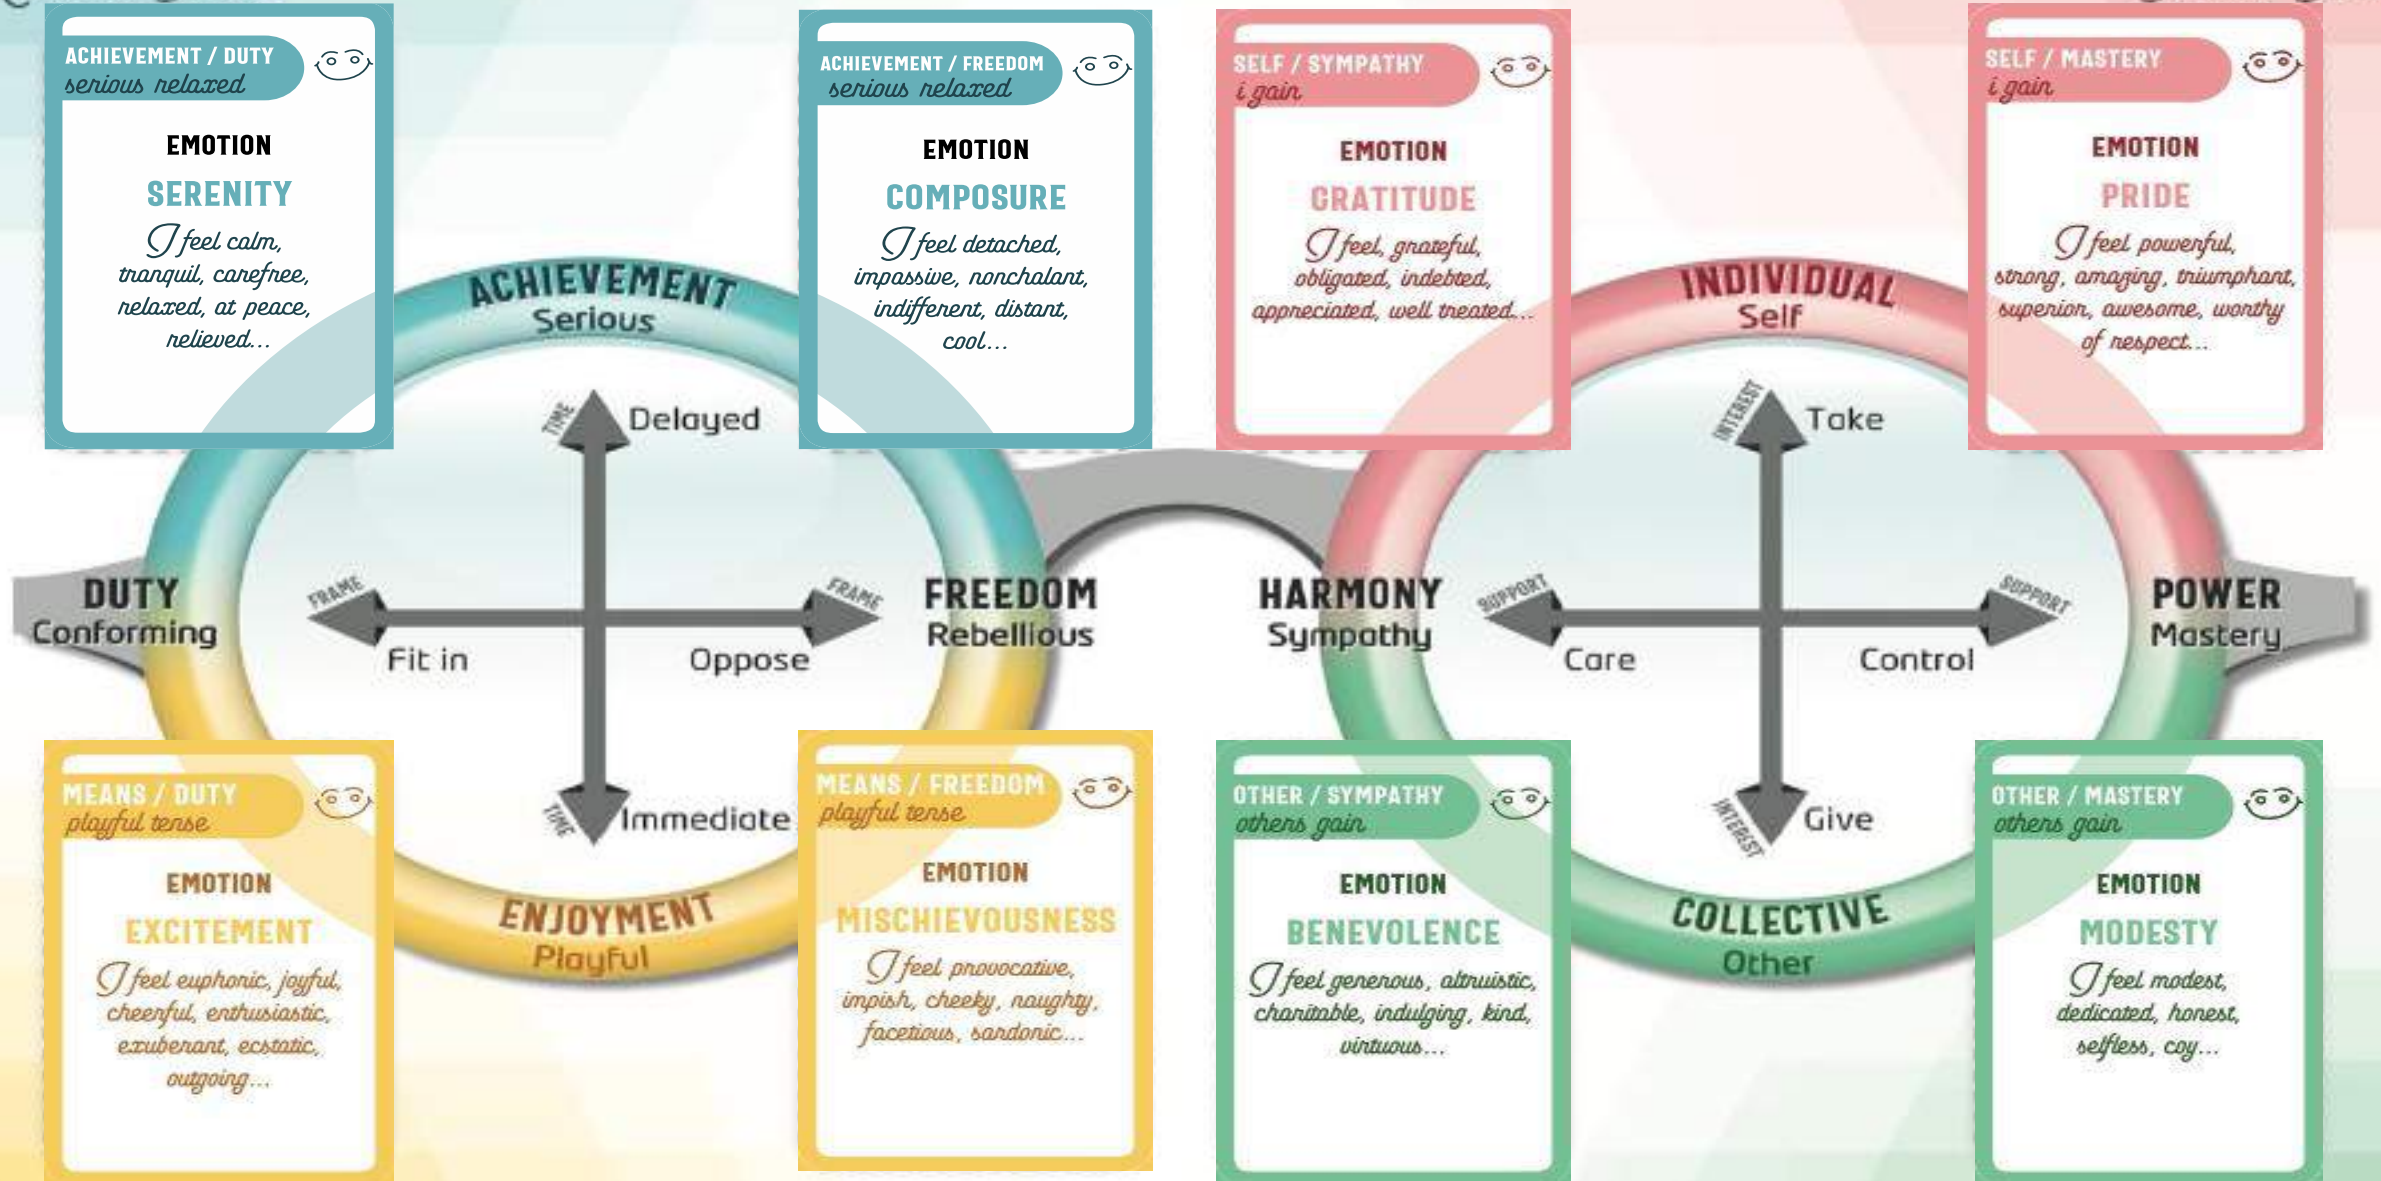 ACHIEVEMENT / DUTY
serious relaxed
EMOTION
SERENITY
I feel calm,
tranquil, carefree,
relaxed, at peace,
relieved...
ACHIEVEMENT / FREEDOM
serious relaxed
EMOTION
COMPOSURE
I feel detached,
impassive, nonchalant,
indifferent, distant,
cool...
SELF / SYMPATHY
i gain
EMOTION
GRATITUDE
I feel, grateful,
obligated, indebted,
appreciated, well treated...
SELF / MASTERY
i gain
EMOTION
PRIDE
I feel powerful,
strong, amazing, triumphant,
superior, awesome, worthy
of respect...
ACHIEVEMENT
Serious
TIME
Delayed
DUTY
Conforming
FRAME
Fit in
FRAME
Oppose
FREEDOM
Rebellious
TIME
Immediate
ENJOYMENT
Playful
INDIVIDUAL
Self
INTEREST
Take
HARMONY
Sympathy
SUPPORT
Care
SUPPORT
Control
POWER
Mastery
INTEREST
Give
COLLECTIVE
Other
MEANS / DUTY
playful tense
EMOTION
EXCITEMENT
I feel euphoric, joyful,
cheerful, enthusiastic,
exuberant, ecstatic,
outgoing...
MEANS / FREEDOM
playful tense
EMOTION
MISCHIEVOUSNESS
I feel provocative,
impish, cheeky, naughty,
facetious, sardonic...
OTHER / SYMPATHY
others gain
EMOTION
BENEVOLENCE
I feel generous, altruistic,
charitable, indulging, kind,
virtuous...
OTHER / MASTERY
others gain
EMOTION
MODESTY
I feel modest,
dedicated, honest,
selfless, coy...